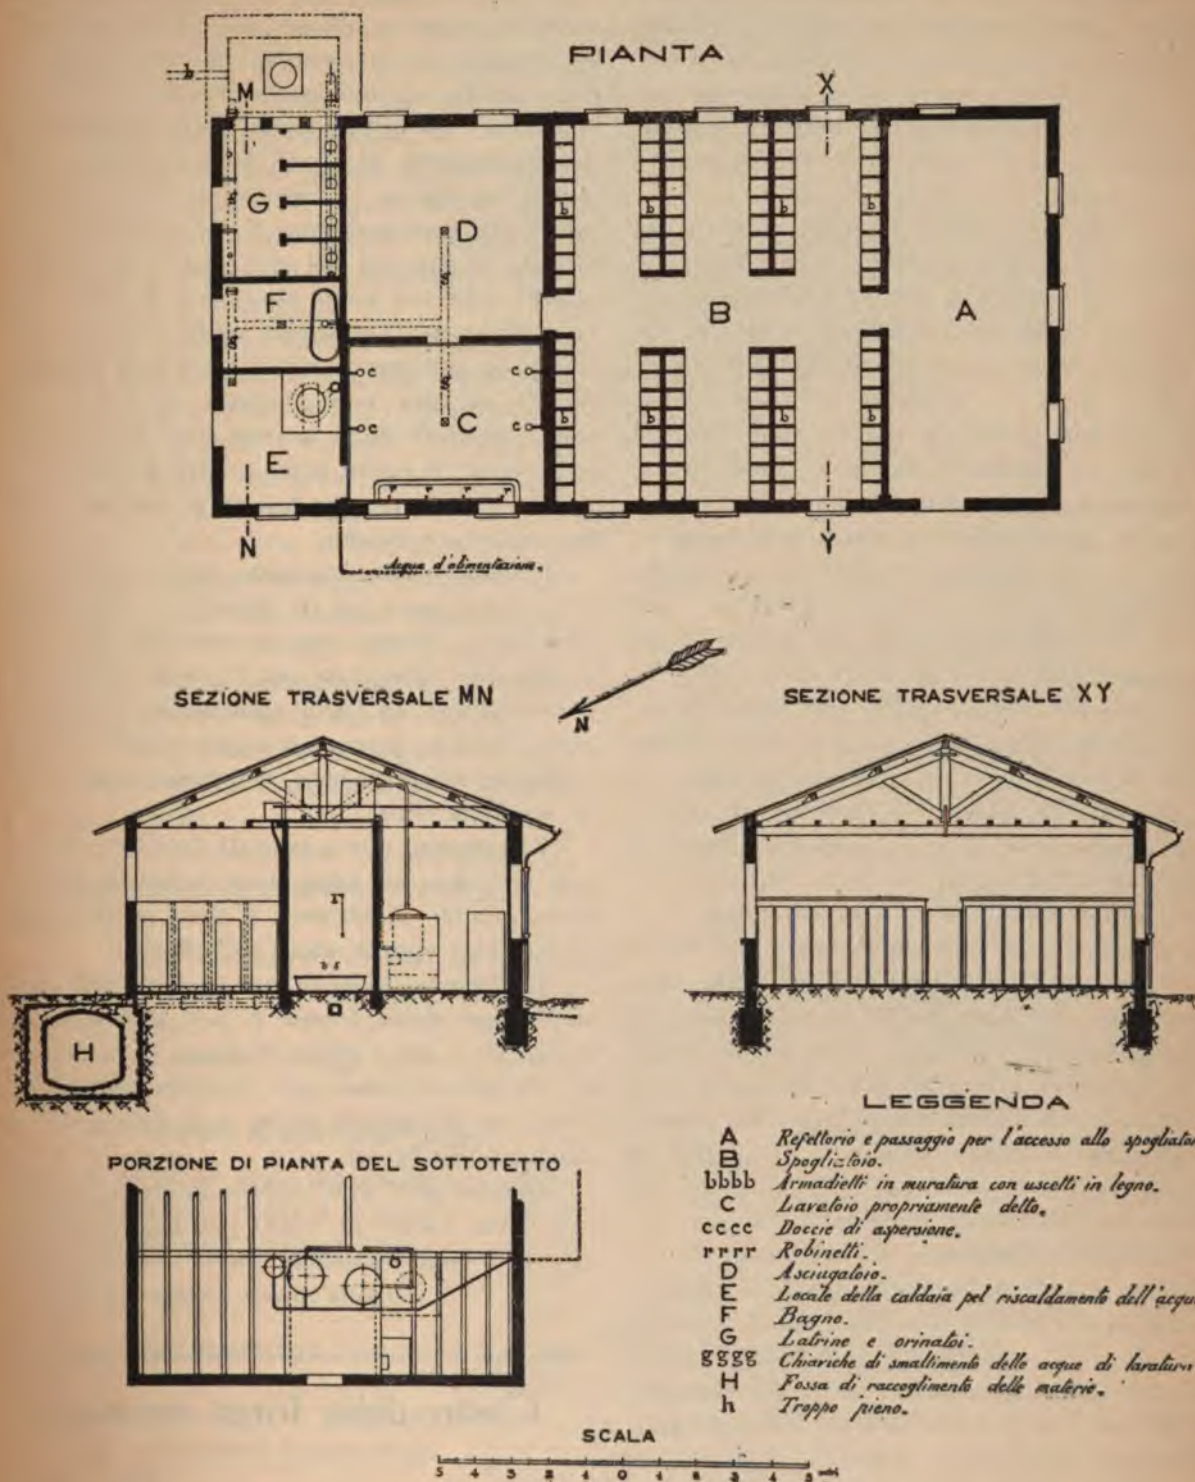 PIANTA
h
M
X
G
D
b b b b
F
B
A
c c
c C c
E
b b b b
r r r r
N
Y
Acqua d'alimentazione.
N
SEZIONE TRASVERSALE MN
SEZIONE TRASVERSALE XY
H
LEGGENDA
A Refettorio e passaggio per l'accesso allo spogliatoi
B Spogliatoio.
bbbb Armadietti in muratura con uscetti in legno.
C Lavatoio propriamente detto.
cccc Doccie di aspersione.
rrrr Robinetti.
D Asciugatoio.
E Locale della caldaia pel riscaldamento dell'acqu
F Bagno.
G Latrine e orinatoi.
gggg Chiaviche di smaltimento delle acque di lavatura
H Fossa di raccoglimento delle materie.
h Troppo pieno.
PORZIONE DI PIANTA DEL SOTTOTETTO
SCALA
5 4 3 2 1 0 1 2 3 4 5 metri